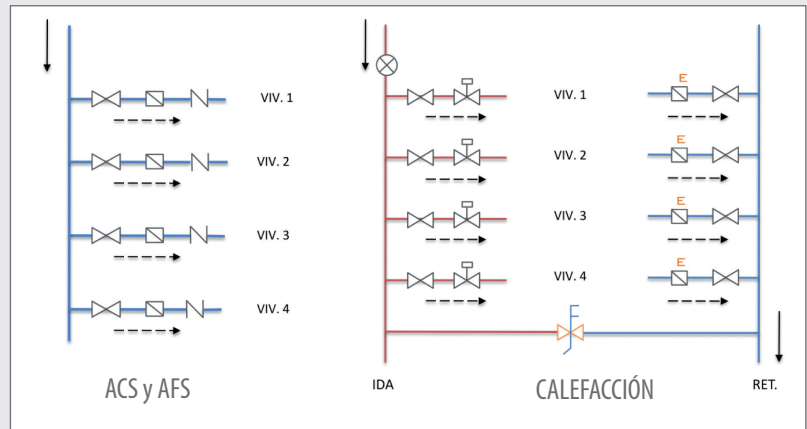 VIV. 1
VIV. 2
VIV. 3
VIV. 4
ACS y AFS
VIV. 1
VIV. 2
VIV. 3
VIV. 4
E
E
E
E
IDA
CALEFACCIÓN
RET.